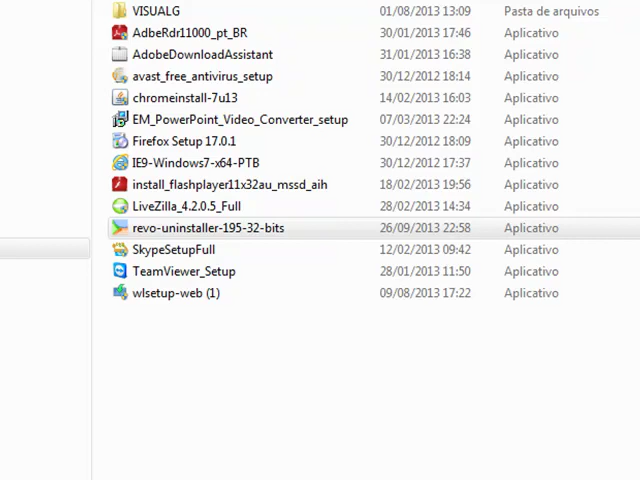 VISUALG 01/08/2013 13:09 Pasta de arquivos
AdbeRdr11000_pt_BR 30/01/2013 17:46 Aplicativo
AdobeDownloadAssistant 31/01/2013 16:38 Aplicativo
avast_free_antivirus_setup 30/12/2012 18:14 Aplicativo
chromeinstall-7u13 14/02/2013 16:03 Aplicativo
EM_PowerPoint_Video_Converter_setup 07/03/2013 22:24 Aplicativo
Firefox Setup 17.0.1 30/12/2012 18:09 Aplicativo
IE9-Windows7-x64-PTB 30/12/2012 17:37 Aplicativo
install_flashplayer11x32au_mssd_aih 18/02/2013 19:56 Aplicativo
LiveZilla_4.2.0.5_Full 28/02/2013 14:34 Aplicativo
revo-uninstaller-195-32-bits 26/09/2013 22:58 Aplicativo
SkypeSetupFull 12/02/2013 09:42 Aplicativo
TeamViewer_Setup 28/01/2013 11:50 Aplicativo
wlsetup-web (1) 09/08/2013 17:22 Aplicativo